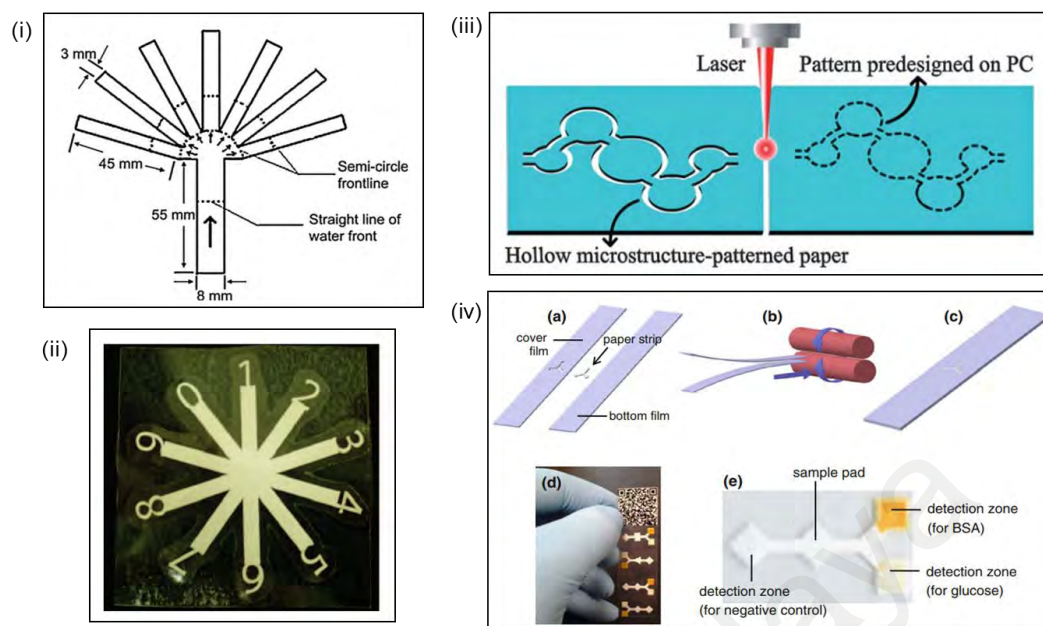 (i)
3 mm
45 mm
55 mm
8 mm
Semi-circle
frontline
Straight line of
water front
(ii)
1
2
3
4
5
6
7
8
9
0
(iii)
Laser
Pattern predesigned on PC
Hollow microstructure-patterned paper
(iv)
(a)
cover
film
paper strip
bottom film
(b)
(c)
(d)
(e)
sample pad
detection zone
(for BSA)
detection zone
(for glucose)
detection zone
(for negative control)